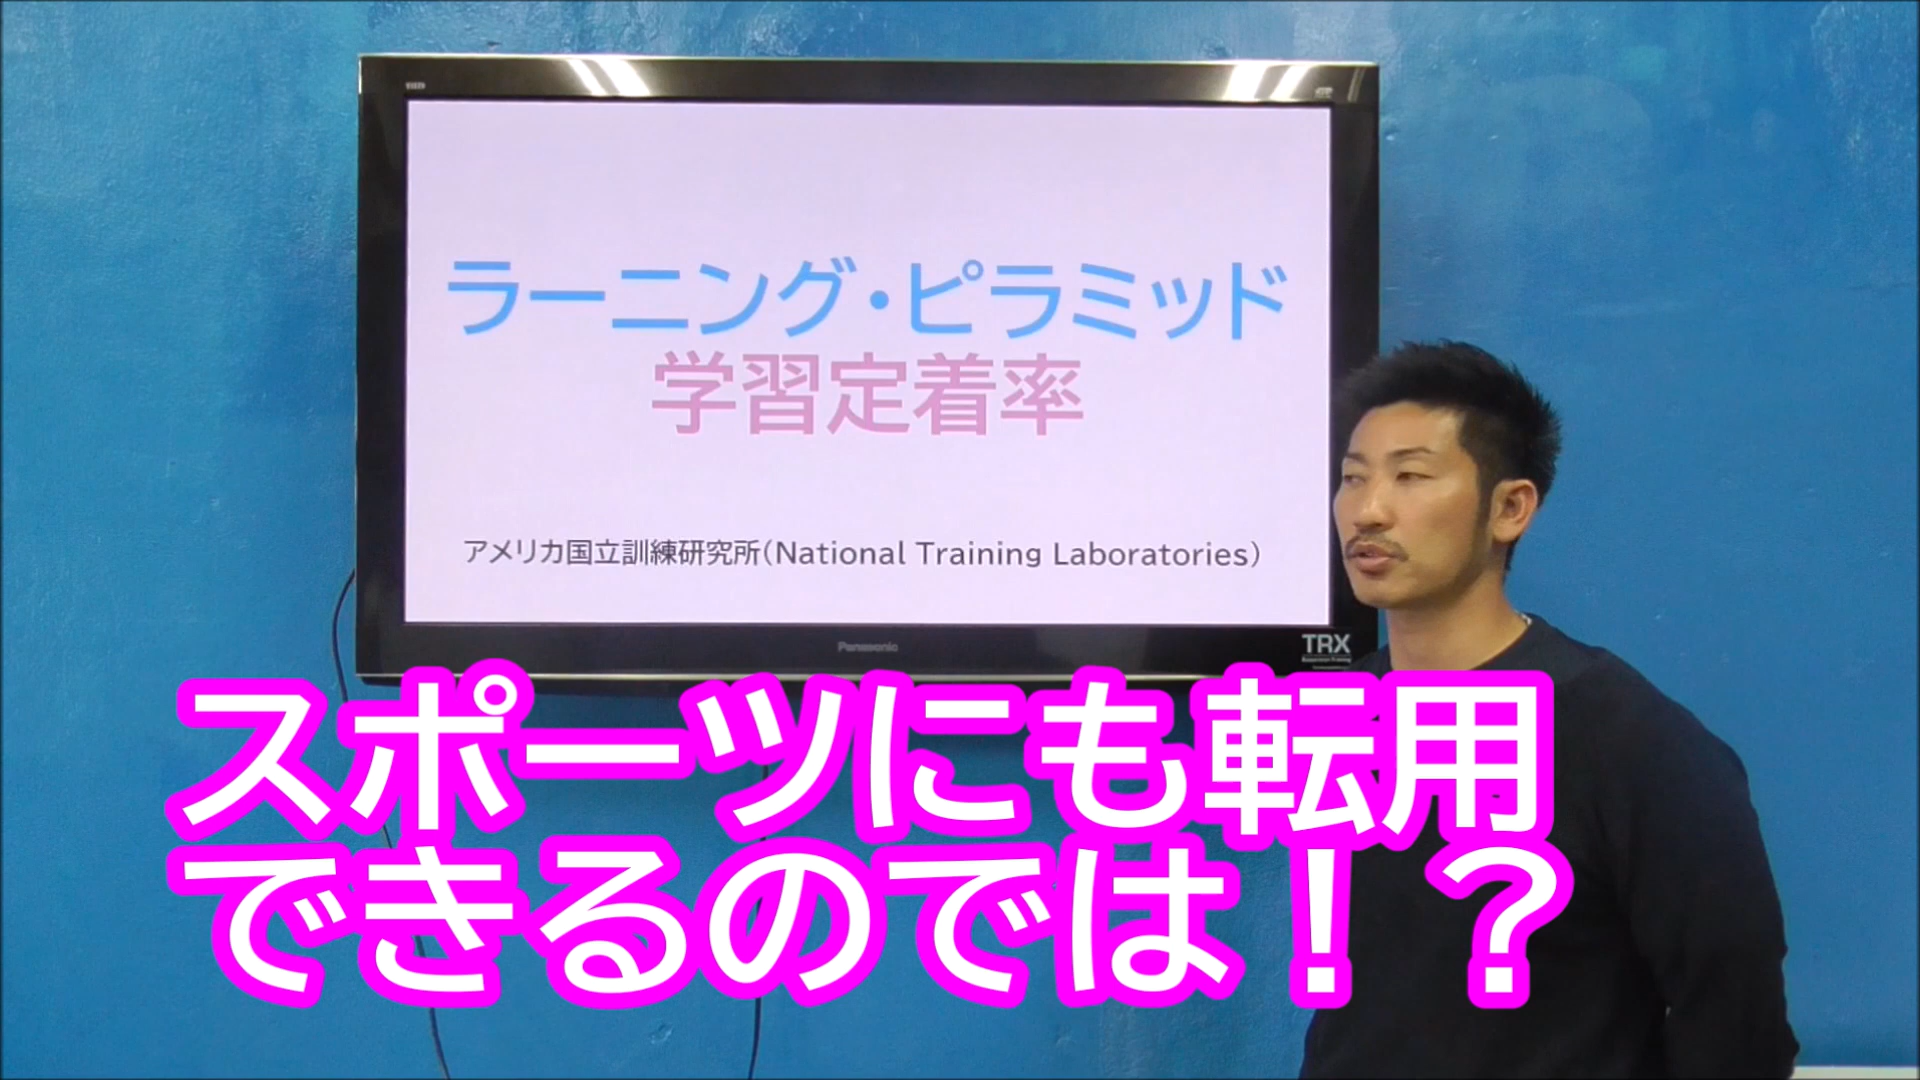 ラーニング・ピラミッド
学習定着率
アメリカ国立訓練研究所(National Training Laboratories)
Panasonic
TRX
スポーツにも転用
できるのでは！？